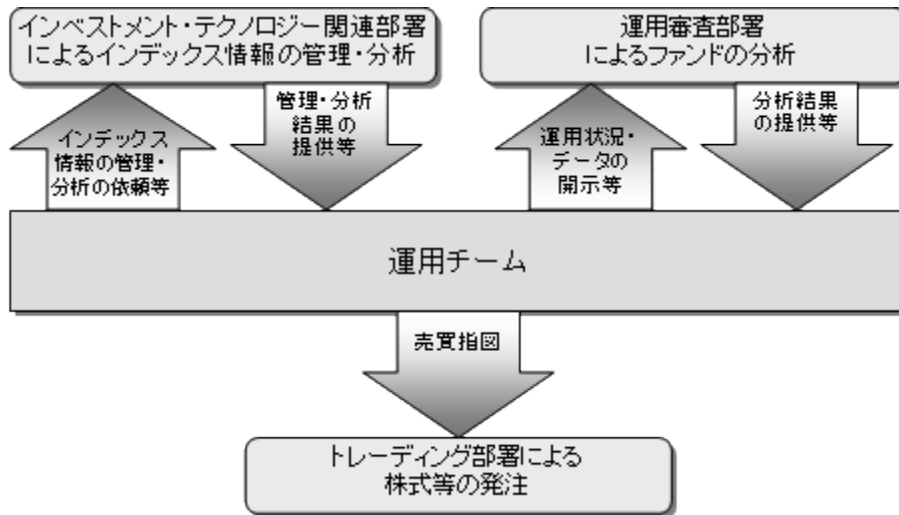 インベストメント・テクノロジー関連部署
によるインデックス情報の管理・分析
運用審査部署
によるファンドの分析
インデックス
情報の管理・
分析の依頼等
管理・分析
結果の
提供等
運用状況・
データの
開示等
分析結果
の提供等
運用チーム
売買指図
トレーディング部署による
株式等の発注